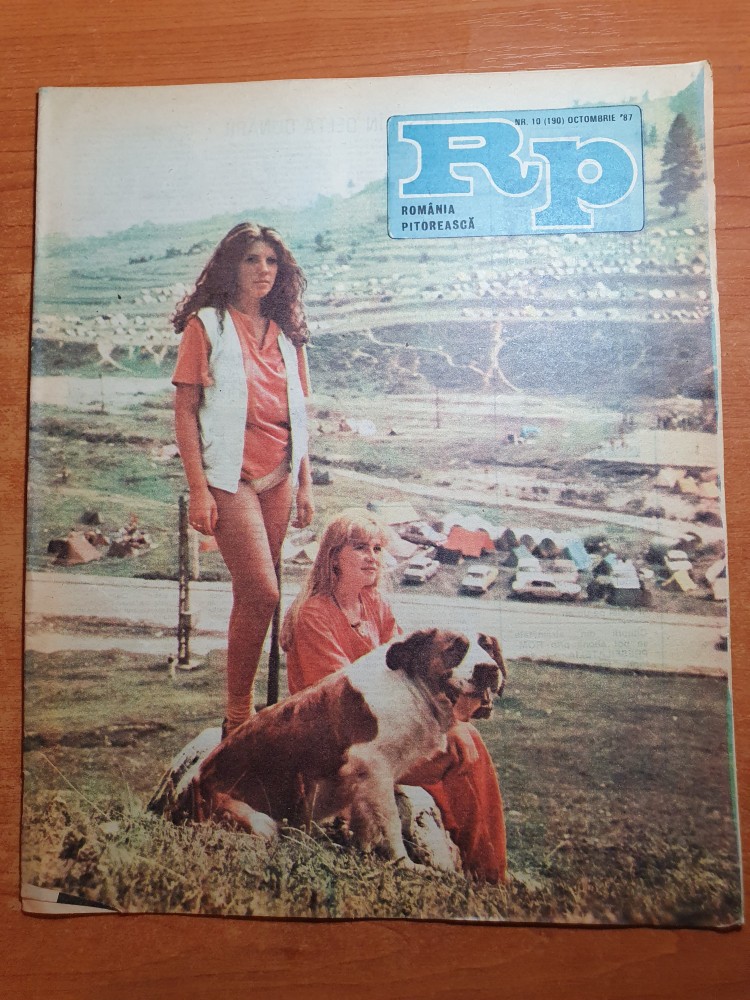 NR. 10 (190) OCTOMBRIE '87
Rp
ROMÂNIA
PITOREASCĂ